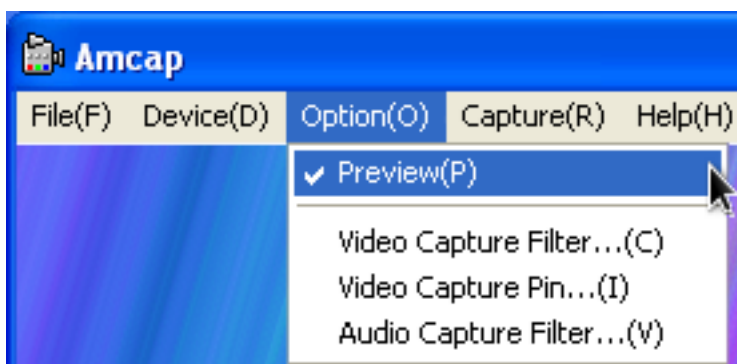 Amcap
File(F) Device(D) Option(O) Capture(R) Help(H)
Preview(P)
Video Capture Filter...(C)
Video Capture Pin...(I)
Audio Capture Filter...(V)